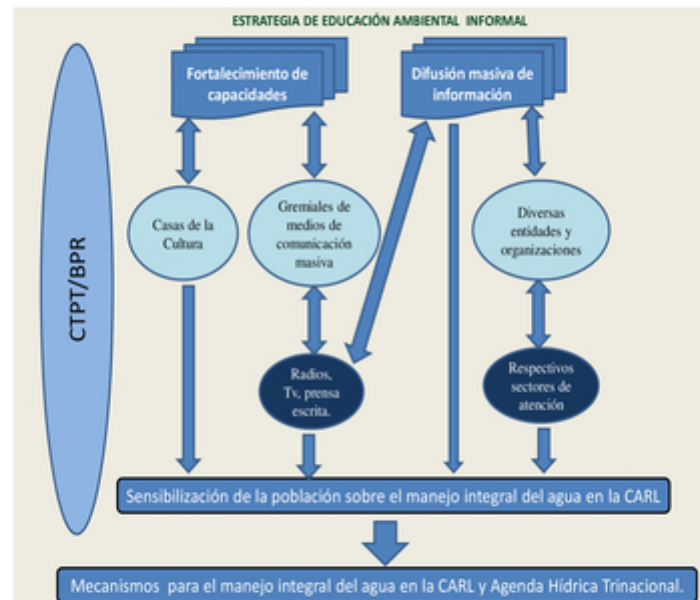 ESTRATEGIA DE EDUCACIÓN AMBIENTAL INFORMAL
Fortalecimiento de
capacidades
Difusión masiva de
información
CTPT/BPR
Casas de la
Cultura
Gremiales de
medios de
comunicación
masiva
Diversas
entidades y
organizaciones
Radios,
Tv, prensa
escrita.
Respectivos
sectores de
atención
Sensibilización de la población sobre el manejo integral del agua en la CARL
Mecanismos para el manejo integral del agua en la CARL y Agenda Hídrica Trinacional.